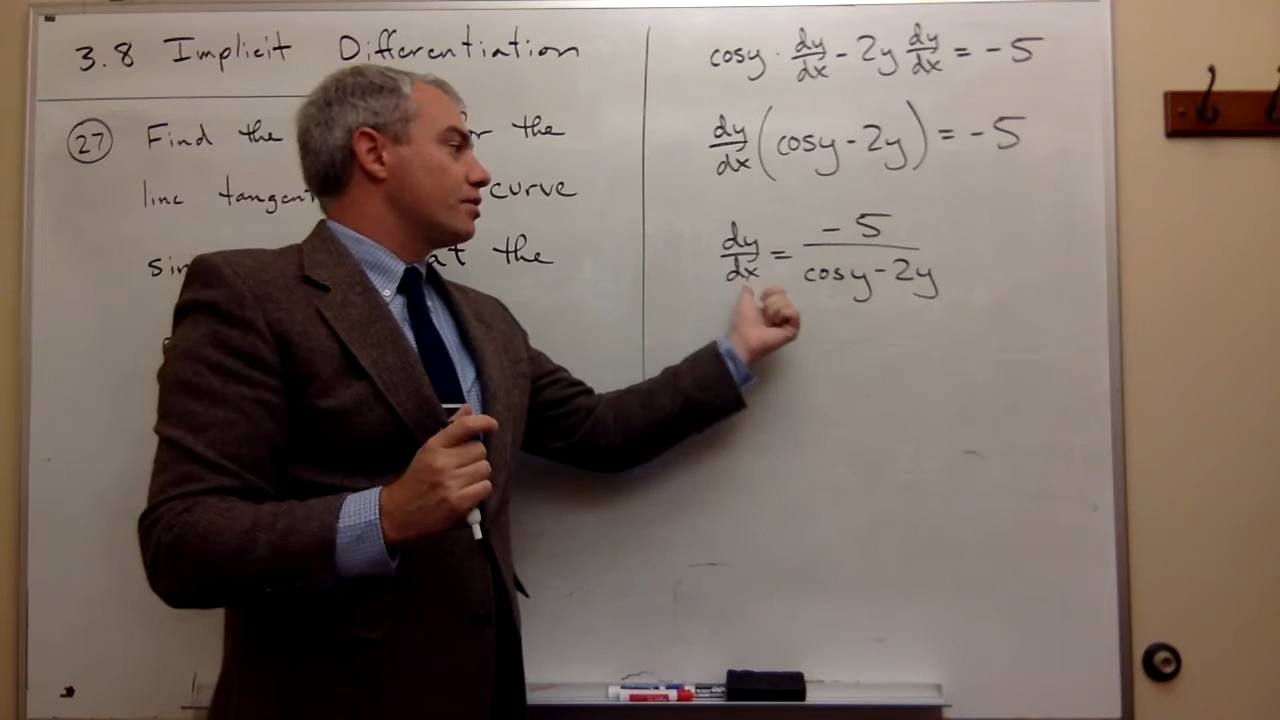 3.8 Implicit Differentiation
27 Find the the
line tangent curve
at the
cosy · dy/dx - 2y dy/dx = -5
dy/dx (cosy - 2y) = -5
dy/dx = -5/(cosy - 2y)